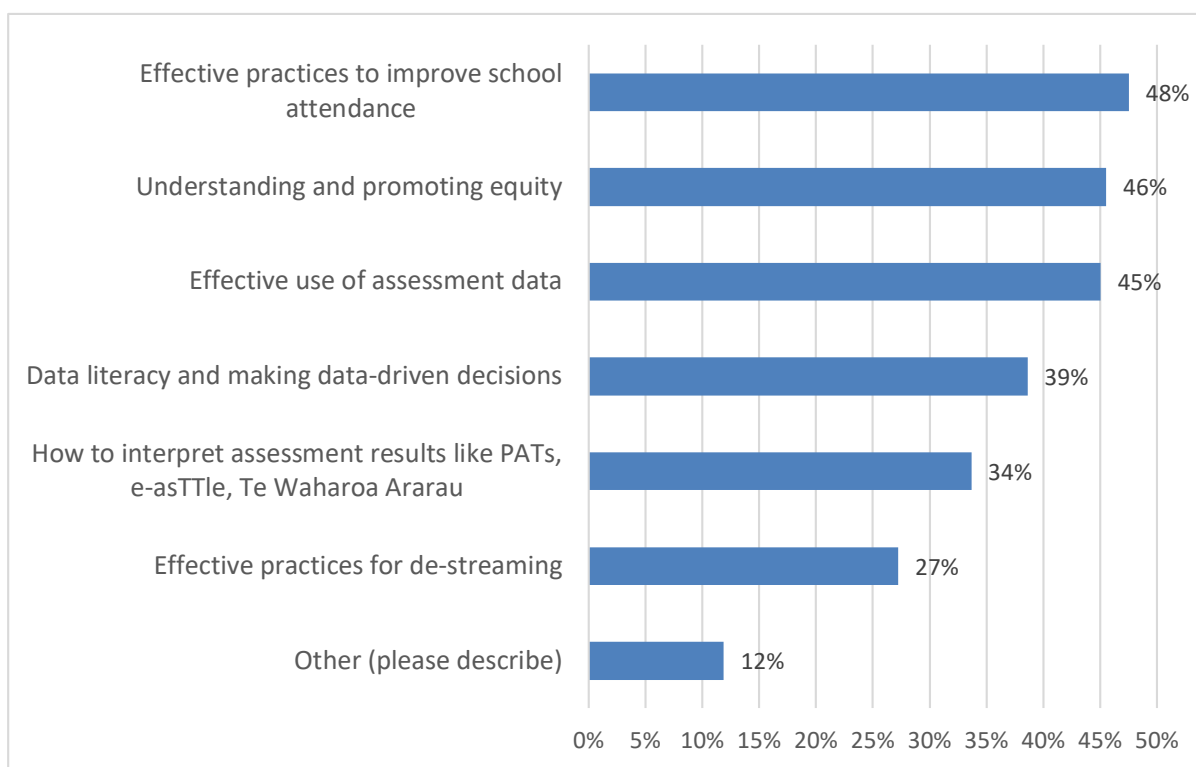 Effective practices to improve school
attendance
48%
Understanding and promoting equity
46%
Effective use of assessment data
45%
Data literacy and making data-driven decisions
39%
How to interpret assessment results like PATs,
e-asTTle, Te Waharoa Ararau
34%
Effective practices for de-streaming
27%
Other (please describe)
12%
0% 5% 10% 15% 20% 25% 30% 35% 40% 45% 50%